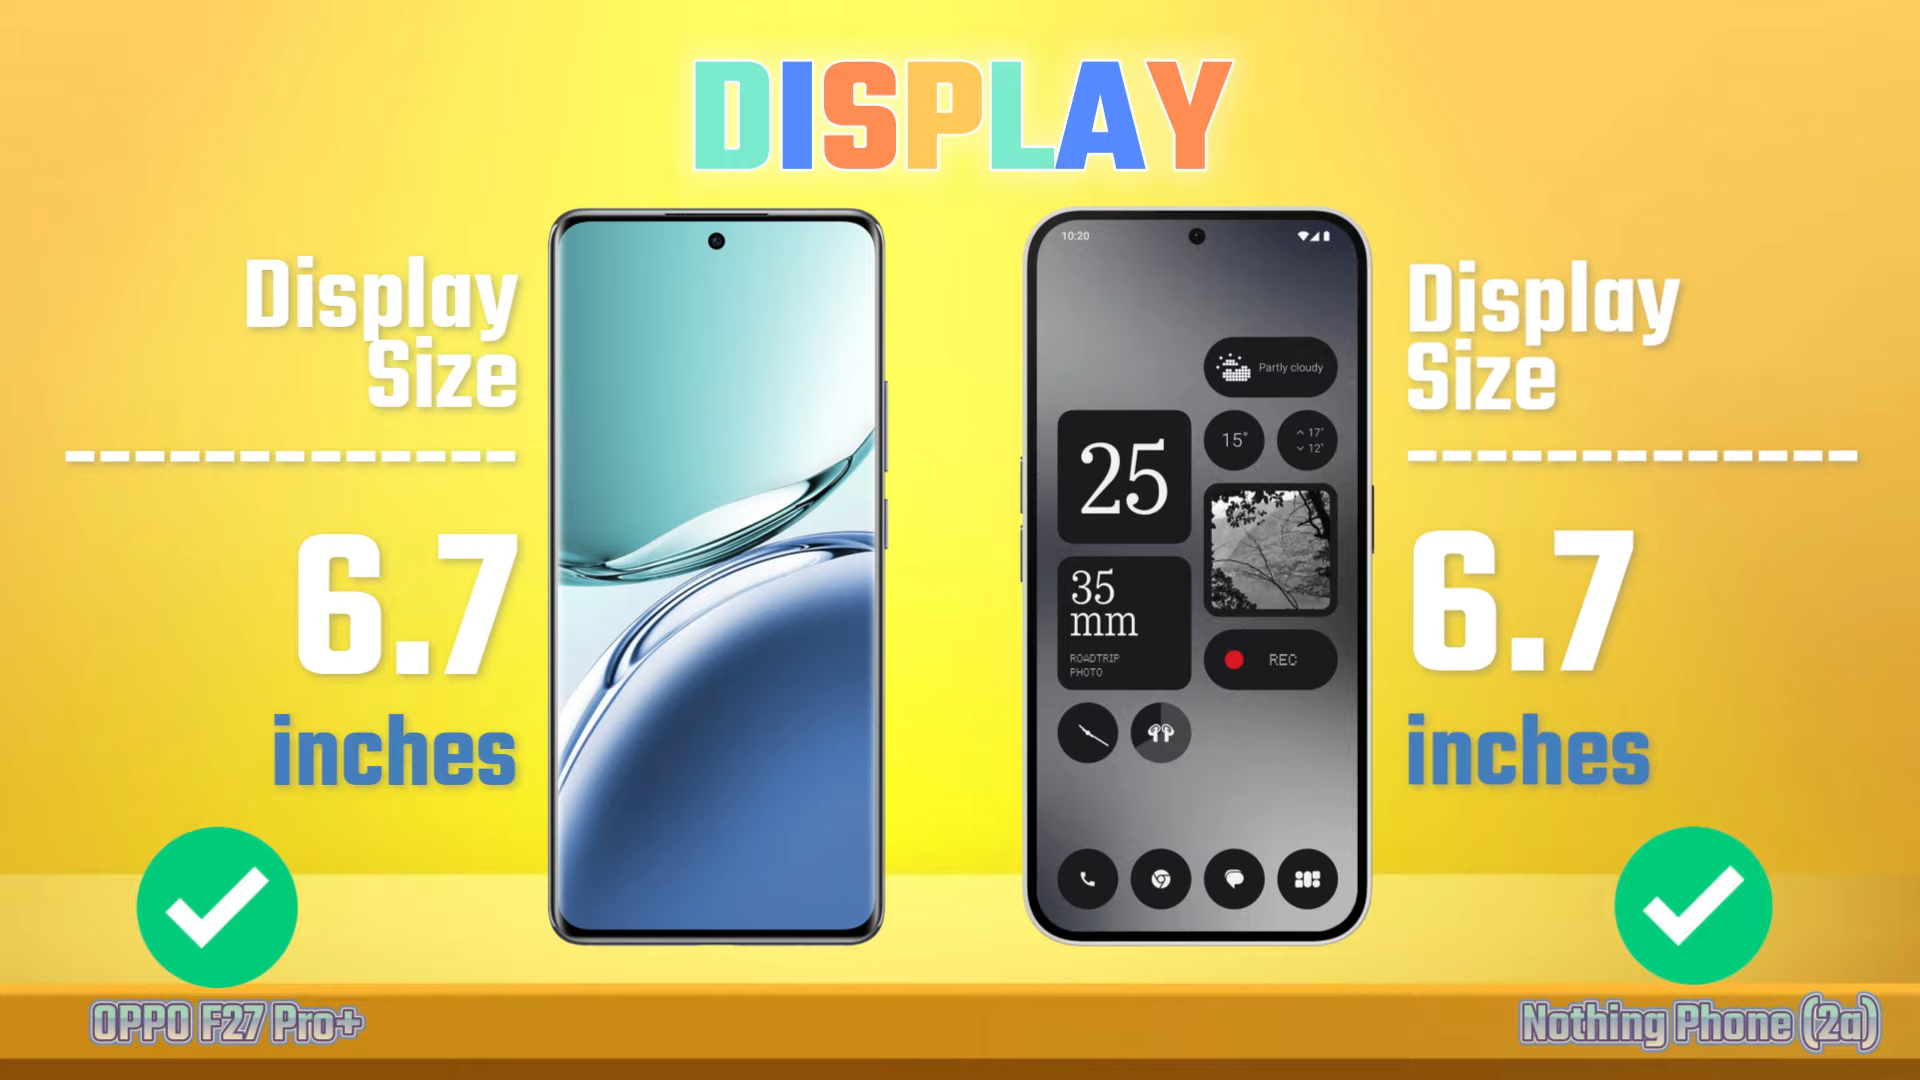 DISPLAY
Display
Size
6.7
inches
OPPO F27 Pro+
10:20
Partly cloudy
25
15°
17°
12°
35
mm
ROADTRIP
PHOTO
REC
Display
Size
6.7
inches
Nothing Phone (2a)